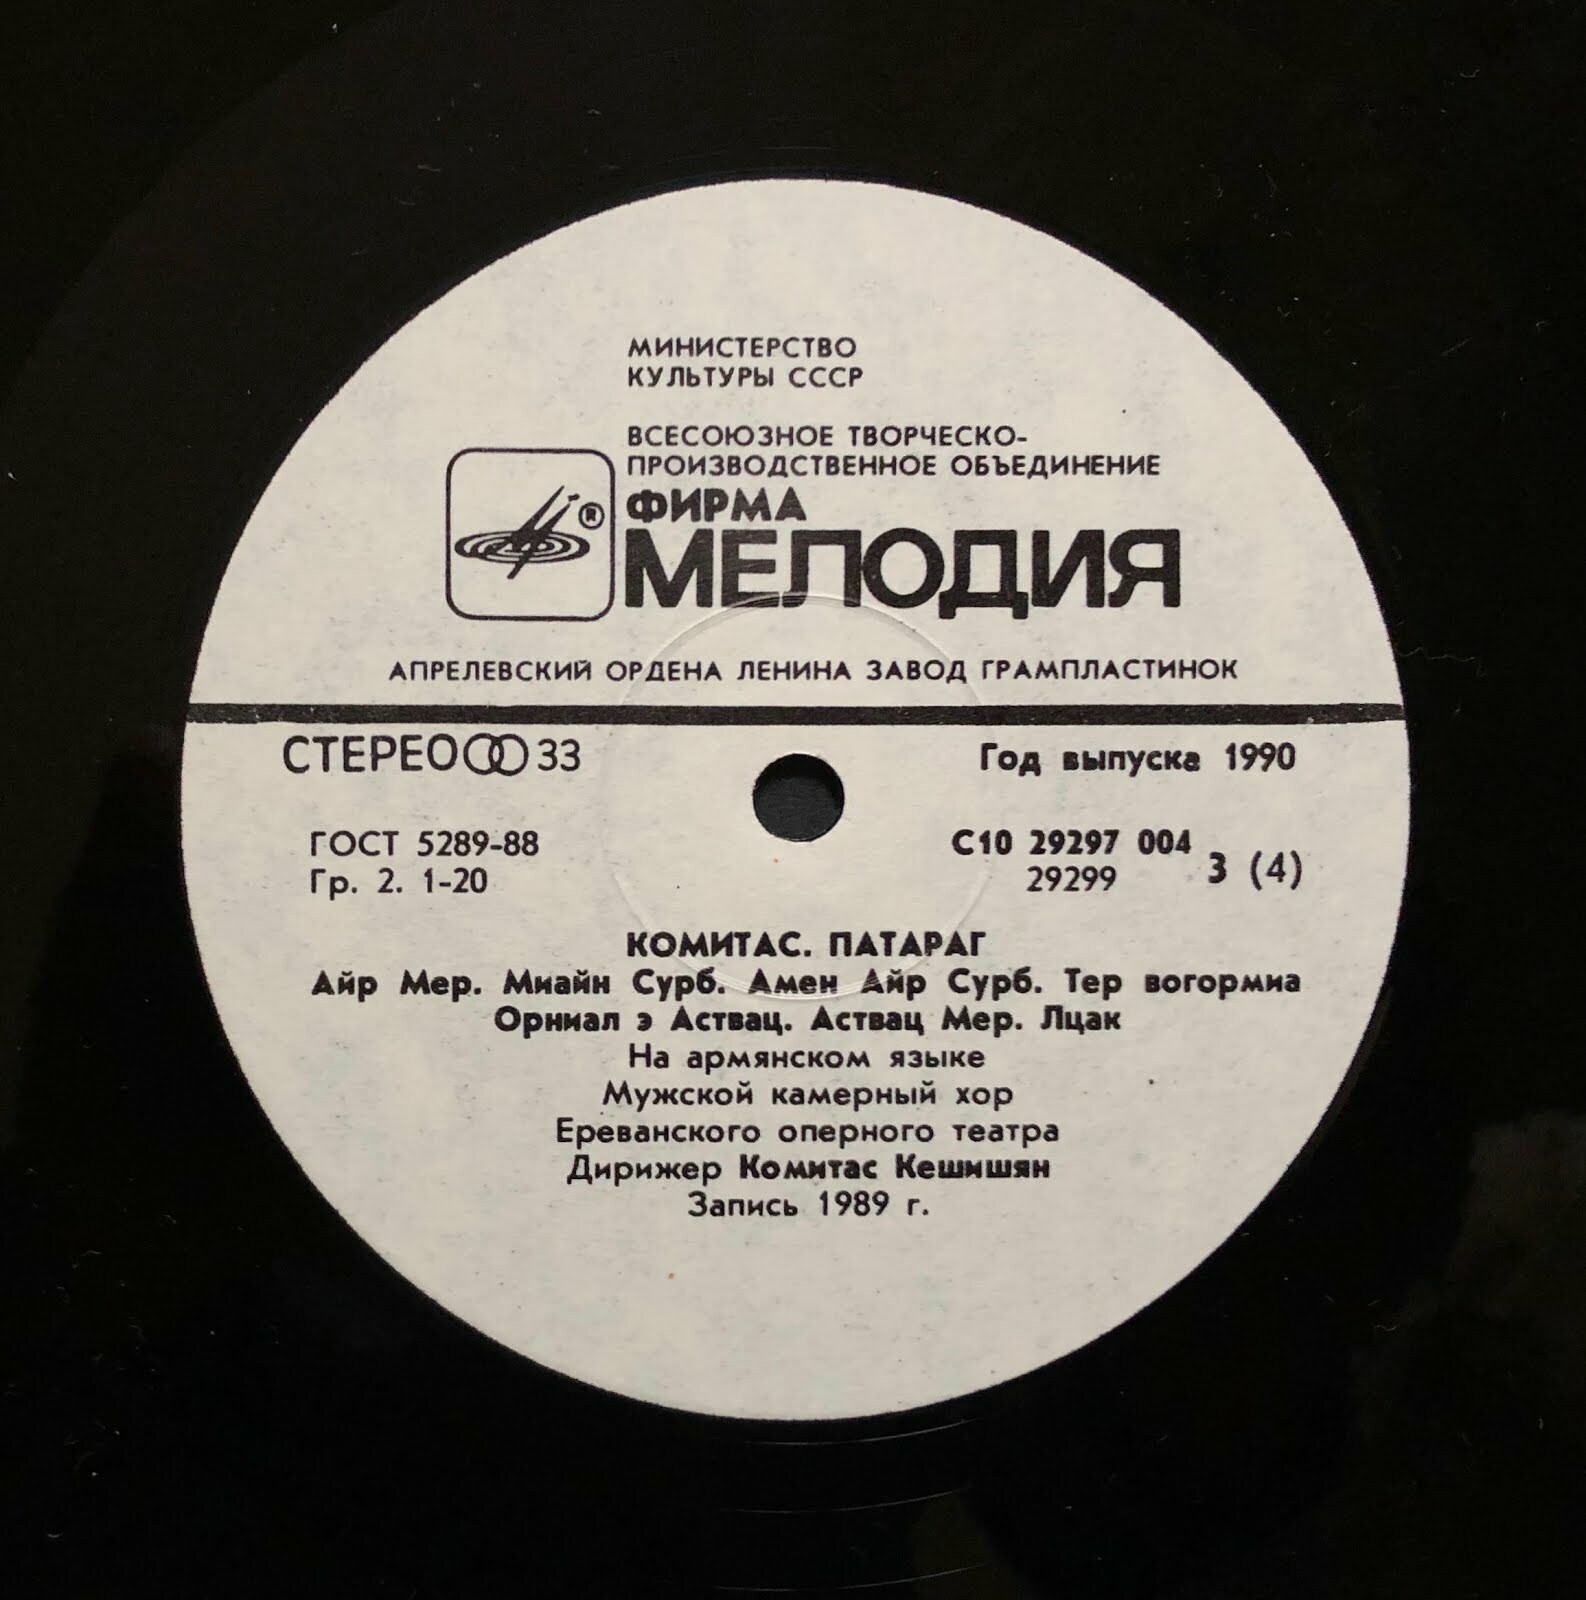 МИНИСТЕРСТВО
КУЛЬТУРЫ СССР
ВСЕСОЮЗНОЕ ТВОРЧЕСКО-
ПРОИЗВОДСТВЕННОЕ ОБЪЕДИНЕНИЕ
®
ФИРМА
МЕЛОДИЯ
АПРЕЛЕВСКИЙ ОРДЕНА ЛЕНИНА ЗАВОД ГРАМПЛАСТИНОК
СТЕРЕО 33
Год выпуска 1990
ГОСТ 5289-88
Гр. 2. 1-20
С10 29297 004
29299
3 (4)
КОМИТАС. ПАТАРАГ
Айр Мер. Миайн Сурб. Амен Айр Сурб. Тер вогормиа
Орниал э Аствац. Аствац Мер. Лцак
На армянском языке
Мужской камерный хор
Ереванского оперного театра
Дирижер Комитас Кешишян
Запись 1989 г.